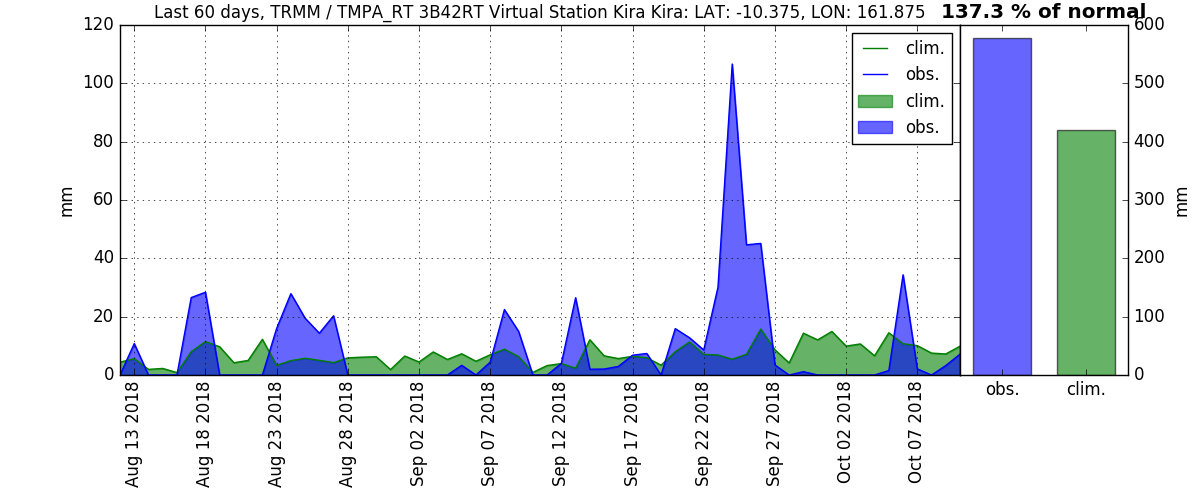 Last 60 days, TRMM / TMPA_RT 3B42RT Virtual Station Kira Kira: LAT: -10.375, LON: 161.875
137.3 % of normal
120
100
80
60
40
20
0
mm
clim.
obs.
clim.
obs.
600
500
400
300
200
100
0
mm
obs.
clim.
Aug 13 2018
Aug 18 2018
Aug 23 2018
Aug 28 2018
Sep 02 2018
Sep 07 2018
Sep 12 2018
Sep 17 2018
Sep 22 2018
Sep 27 2018
Oct 02 2018
Oct 07 2018